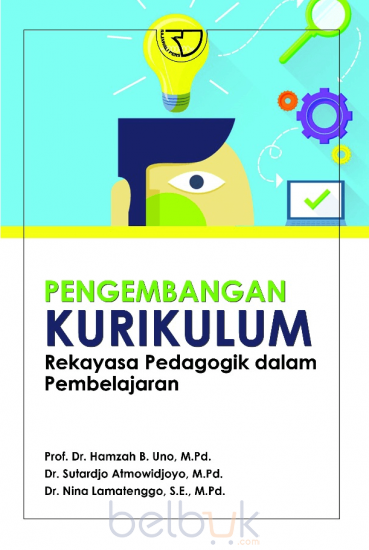 PENGEMBANGAN
KURIKULUM
Rekayasa Pedagogik dalam
Pembelajaran
Prof. Dr. Hamzah B. Uno, M.Pd.
Dr. Sutardjo Atmowidjoyo, M.Pd.
Dr. Nina Lamatenggo, S.E., M.Pd.
belbuk
.com